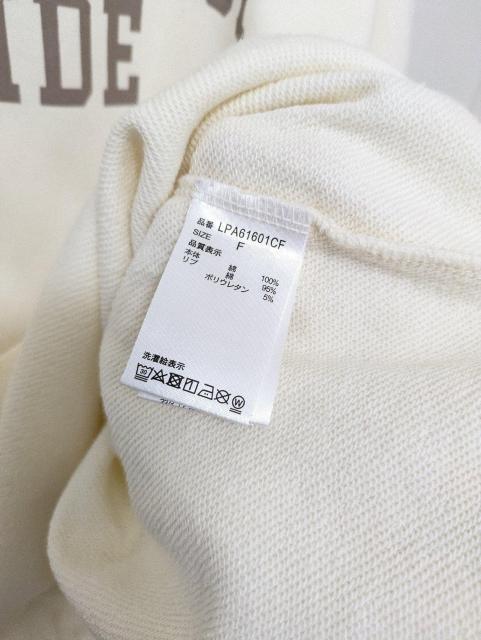 IDE
品番 LPA61601CF
SIZE F
品質表示
本体 綿 100%
リブ 綿 95%
ポリウレタン 5%
洗濯絵表示
30
W